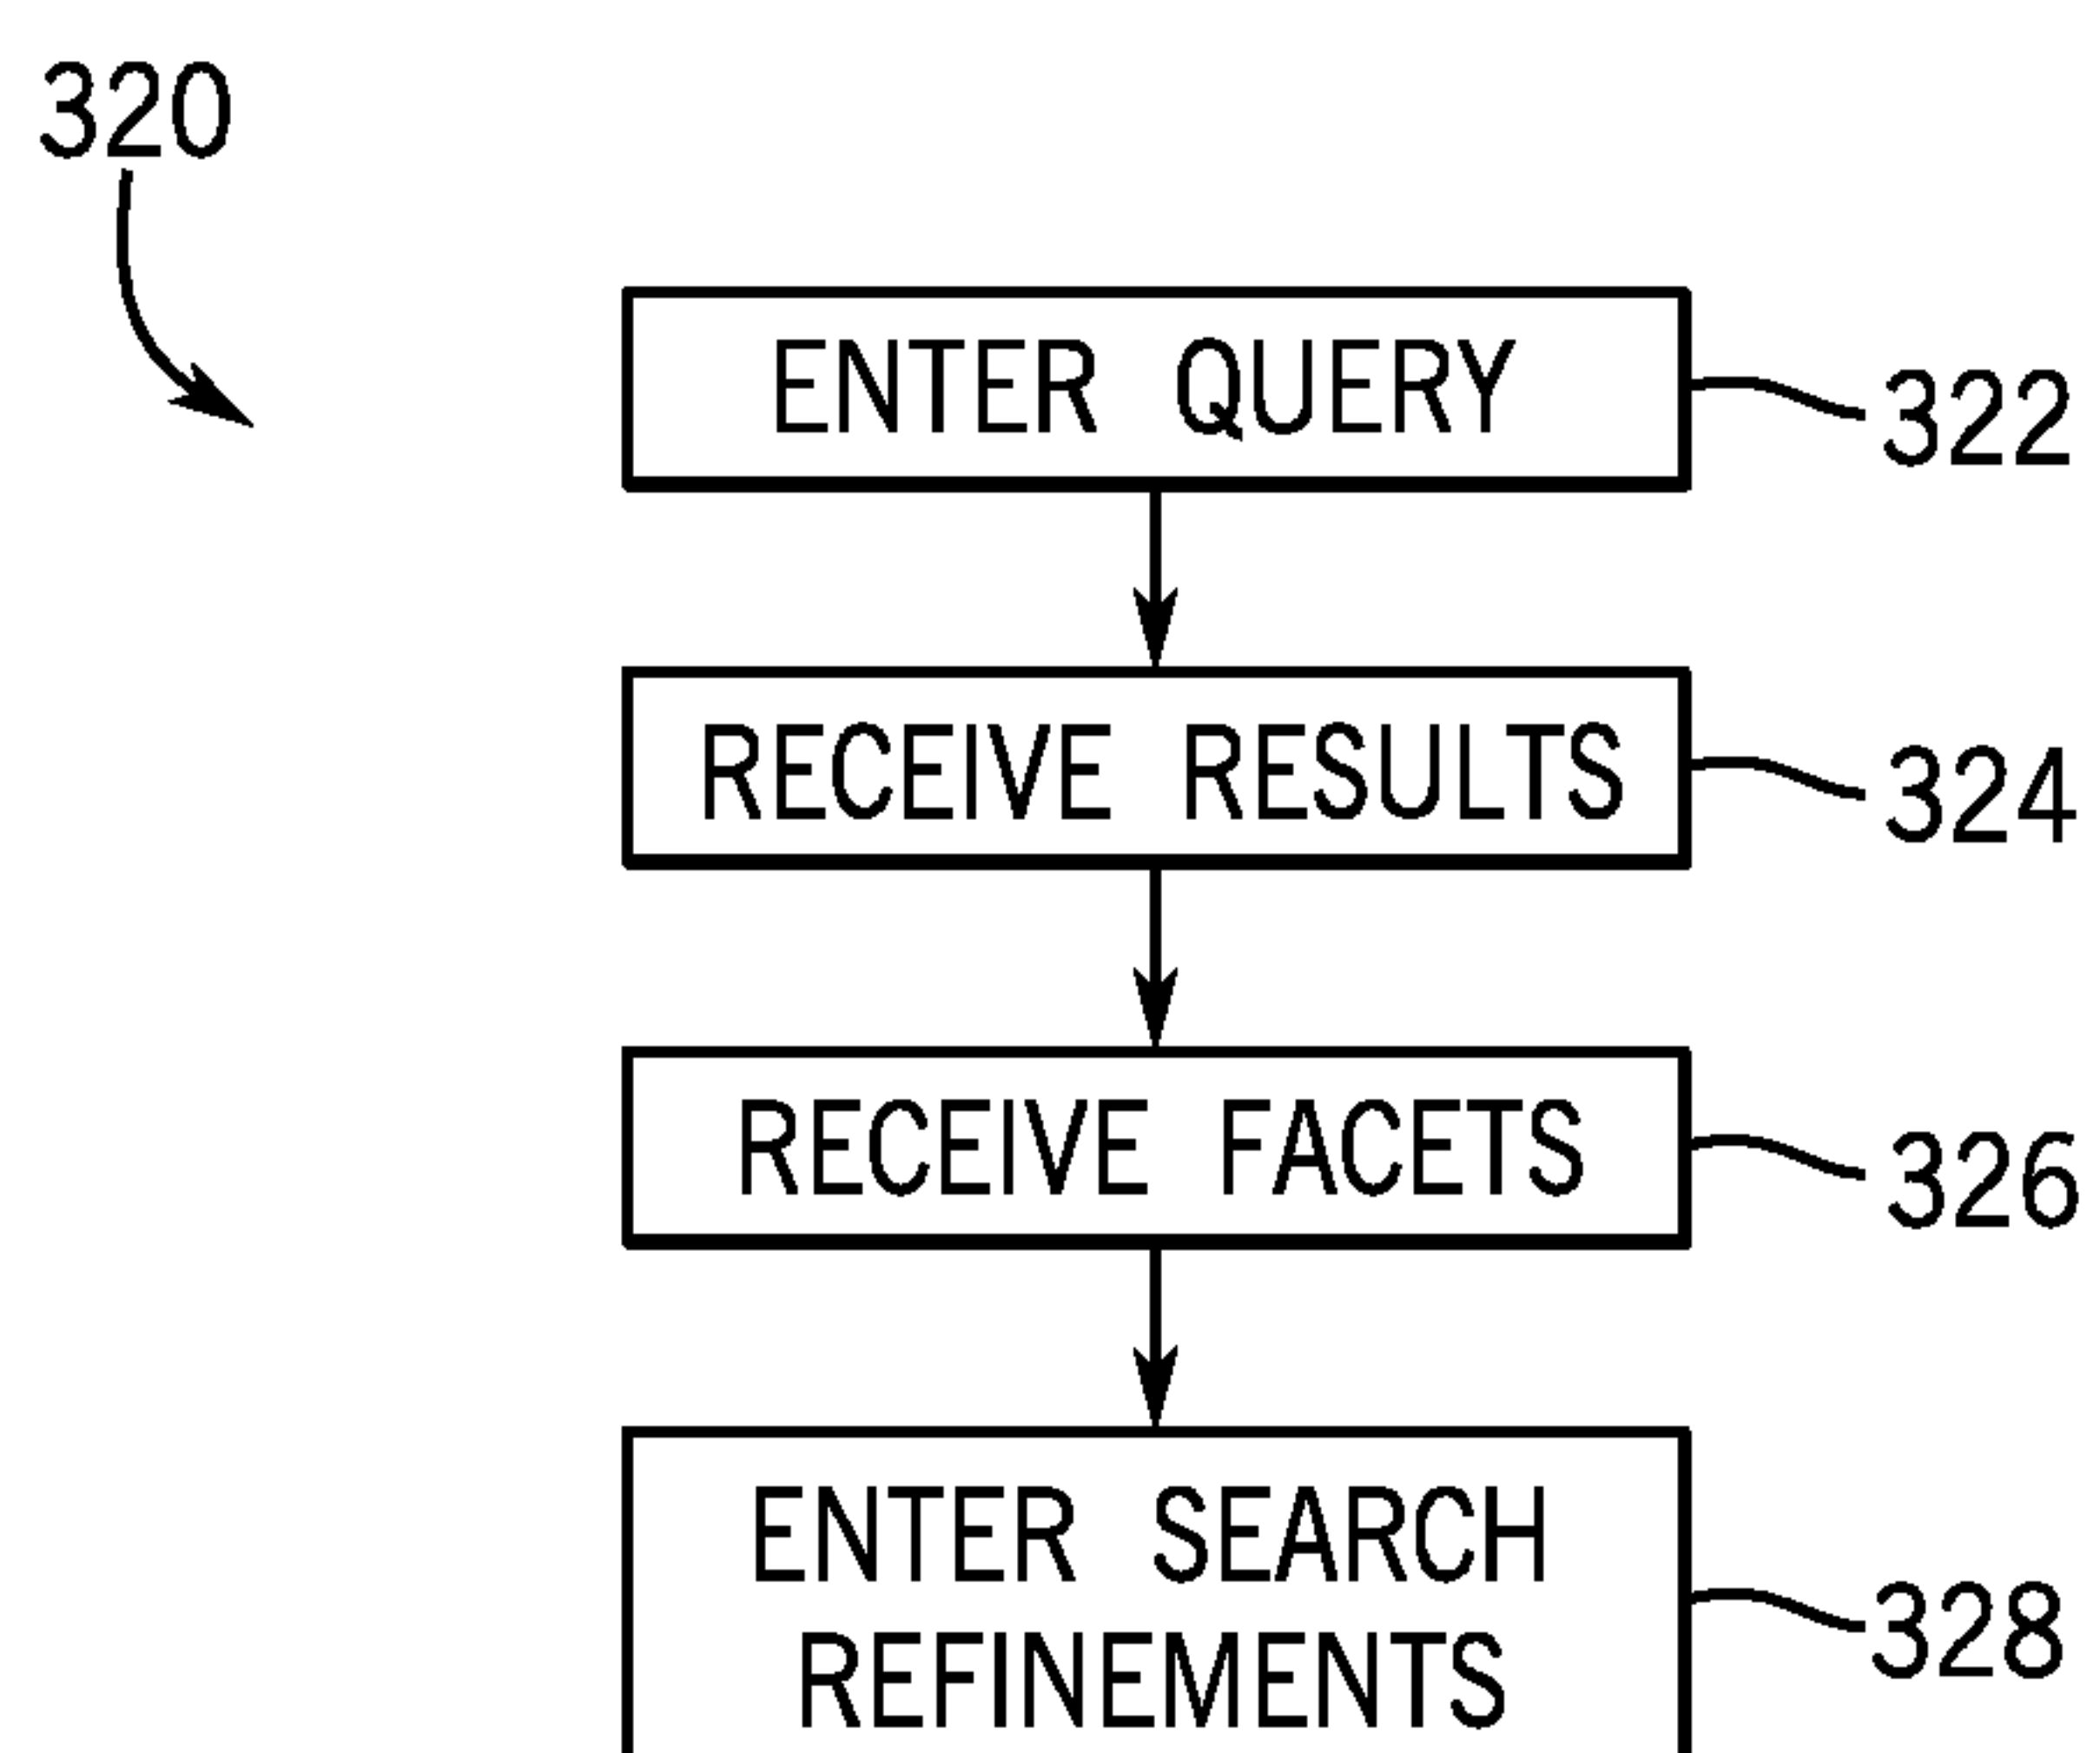 320
ENTER QUERY
322
RECEIVE RESULTS
324
RECEIVE FACETS
326
ENTER SEARCH
REFINEMENTS
328